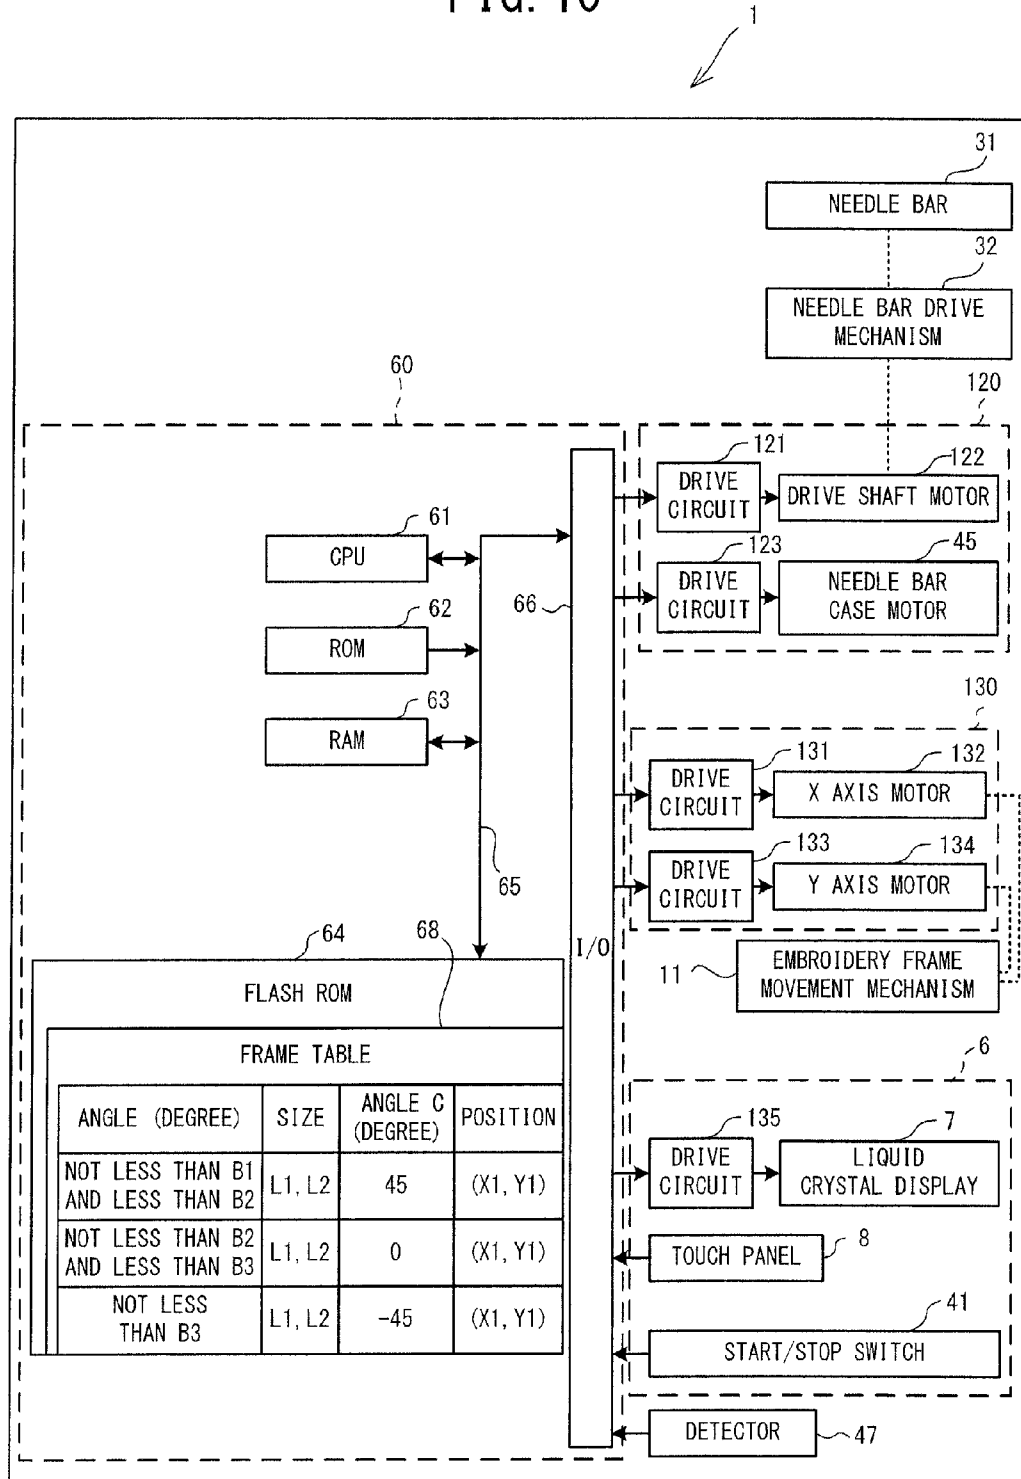 FIG. 10
1
31
NEEDLE BAR
32
NEEDLE BAR DRIVE
MECHANISM
60
120
121
DRIVE
CIRCUIT
122
DRIVE SHAFT MOTOR
61
CPU
123
DRIVE
CIRCUIT
45
NEEDLE BAR
CASE MOTOR
66
62
ROM
63
RAM
130
131
DRIVE
CIRCUIT
132
X AXIS MOTOR
133
DRIVE
CIRCUIT
134
Y AXIS MOTOR
65
64
68
I/O
11
EMBROIDERY FRAME
MOVEMENT MECHANISM
FLASH ROM
FRAME TABLE
ANGLE (DEGREE)
SIZE
ANGLE C
(DEGREE)
POSITION
NOT LESS THAN B1
AND LESS THAN B2
L1, L2
45
(X1, Y1)
NOT LESS THAN B2
AND LESS THAN B3
L1, L2
0
(X1, Y1)
NOT LESS
THAN B3
L1, L2
-45
(X1, Y1)
6
135
DRIVE
CIRCUIT
7
LIQUID
CRYSTAL DISPLAY
8
TOUCH PANEL
41
START/STOP SWITCH
DETECTOR
47